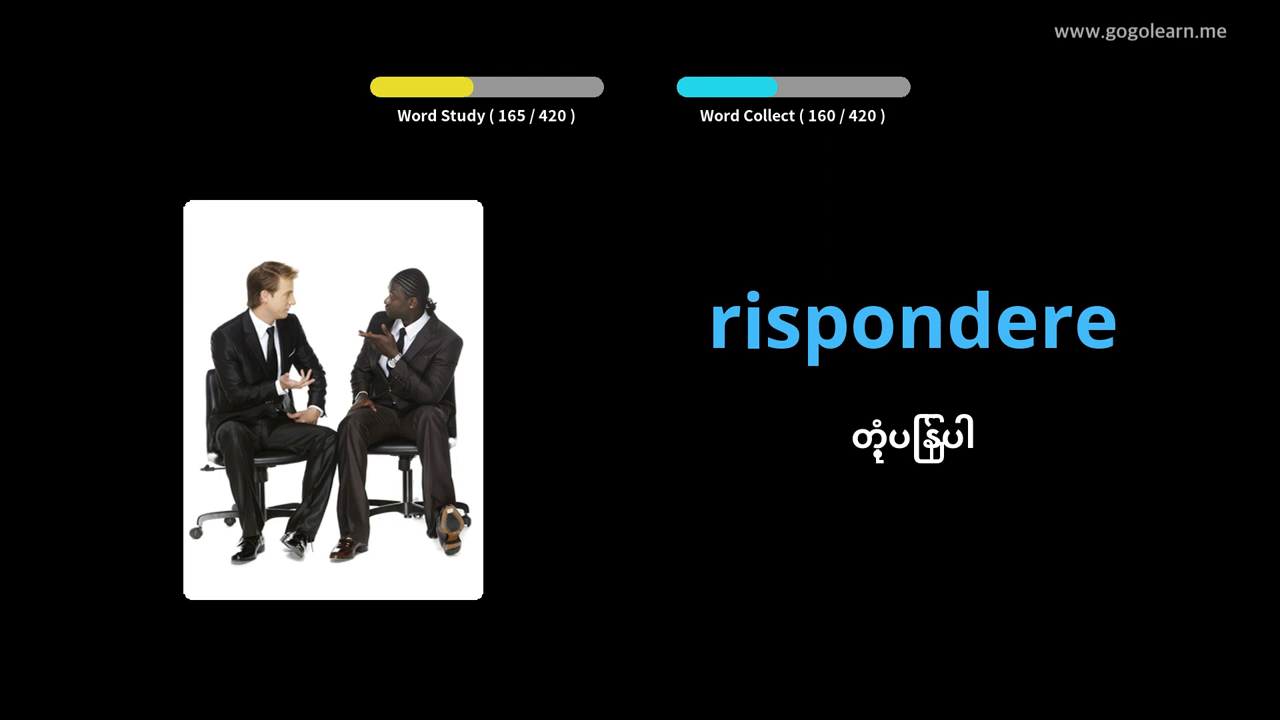 www.gogolearn.me
Word Study ( 165 / 420 )
Word Collect ( 160 / 420 )
rispondere
တုံ့ပြန်ပါ